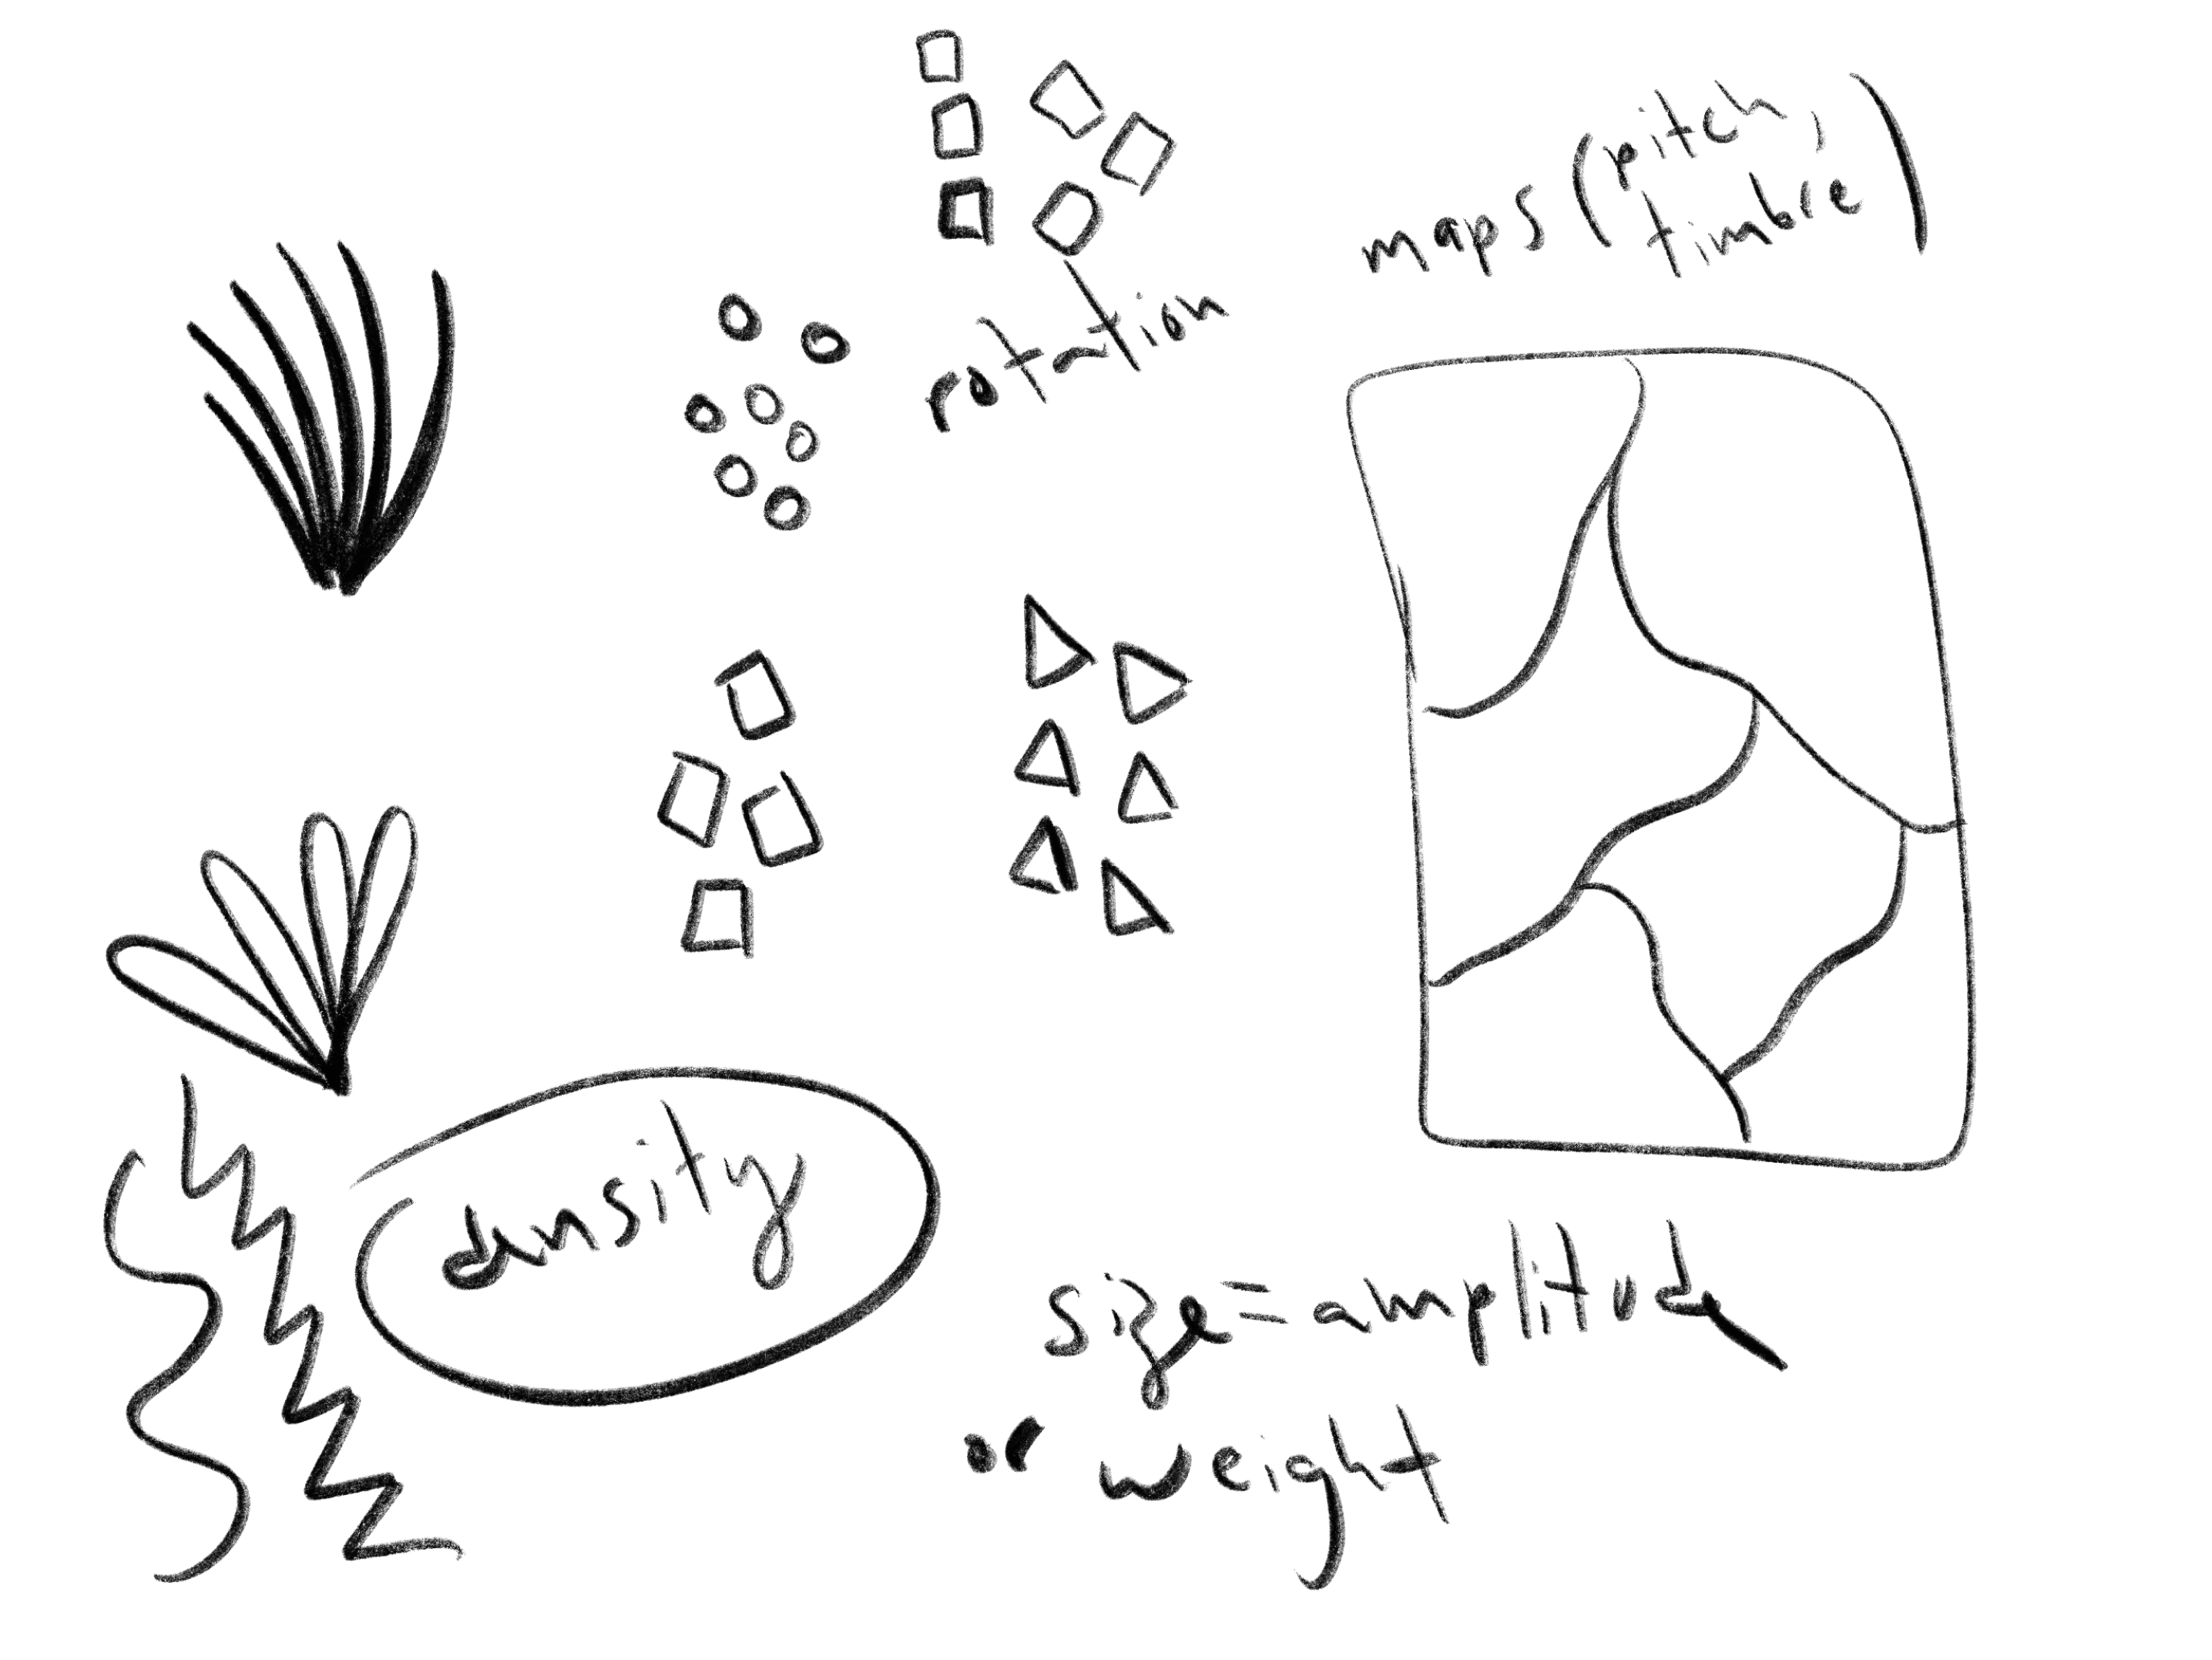 maps (pitch,
timbre)
rotation
density
size = amplitude
or weight